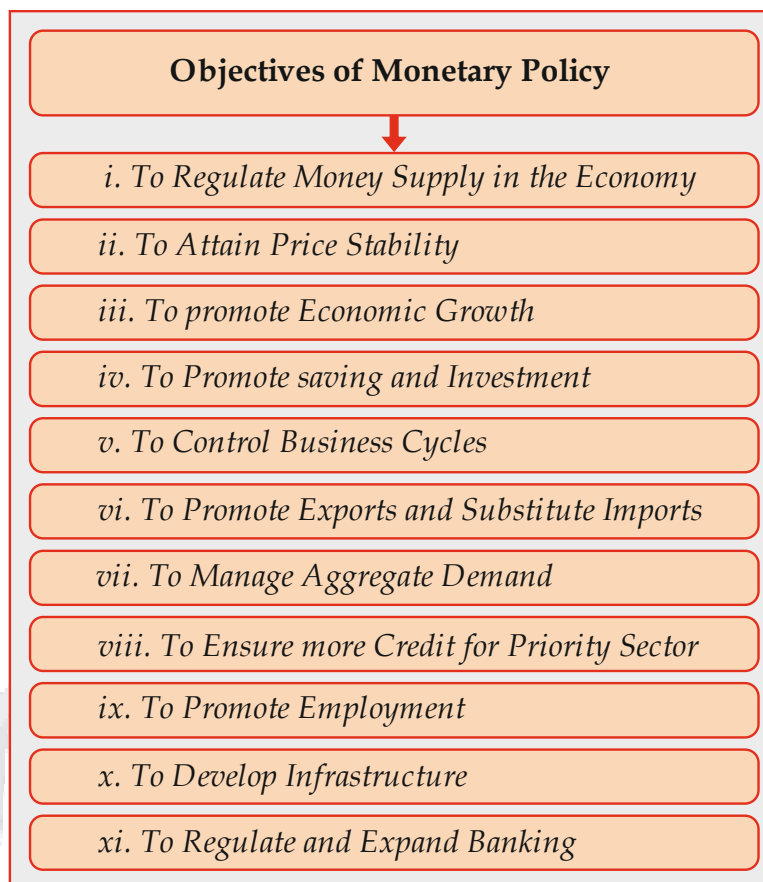 Objectives of Monetary Policy
i. To Regulate Money Supply in the Economy
ii. To Attain Price Stability
iii. To promote Economic Growth
iv. To Promote saving and Investment
v. To Control Business Cycles
vi. To Promote Exports and Substitute Imports
vii. To Manage Aggregate Demand
viii. To Ensure more Credit for Priority Sector
ix. To Promote Employment
x. To Develop Infrastructure
xi. To Regulate and Expand Banking